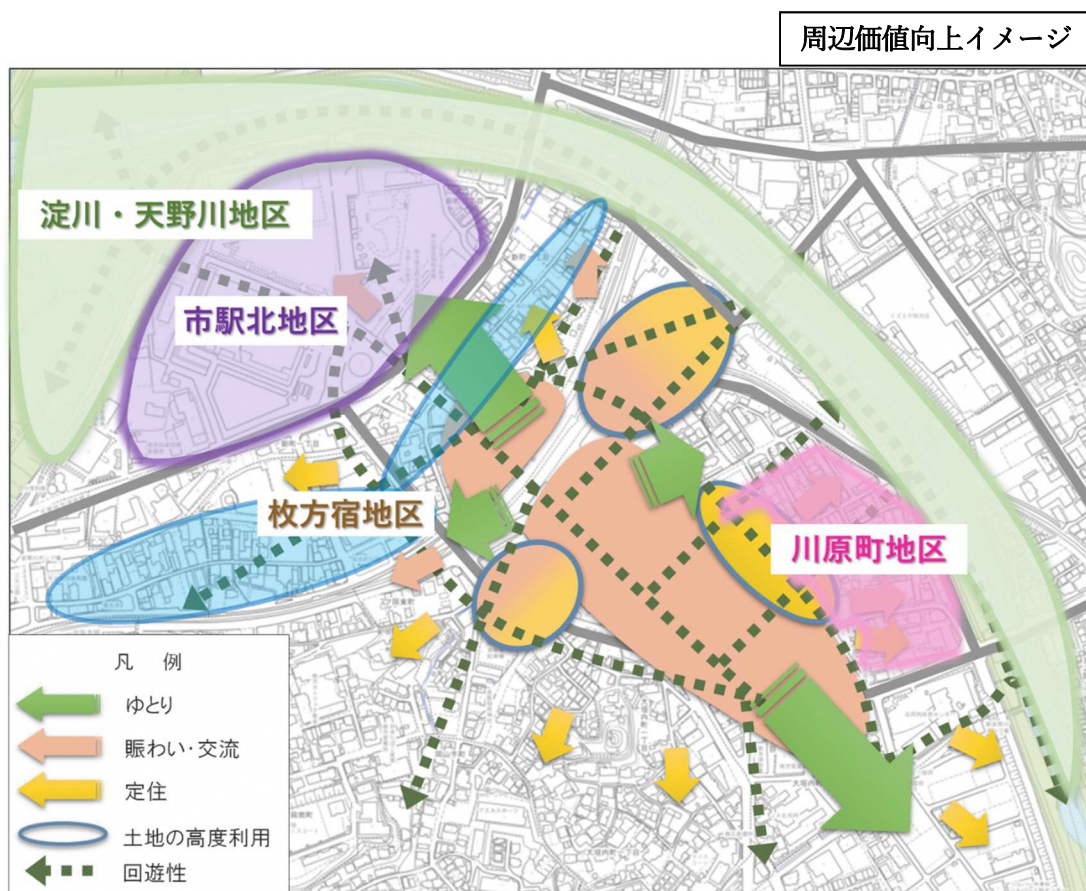 周辺価値向上イメージ
淀川・天野川地区
市駅北地区
枚方宿地区
川原町地区
凡 例
ゆとり
賑わい・交流
定住
土地の高度利用
回遊性